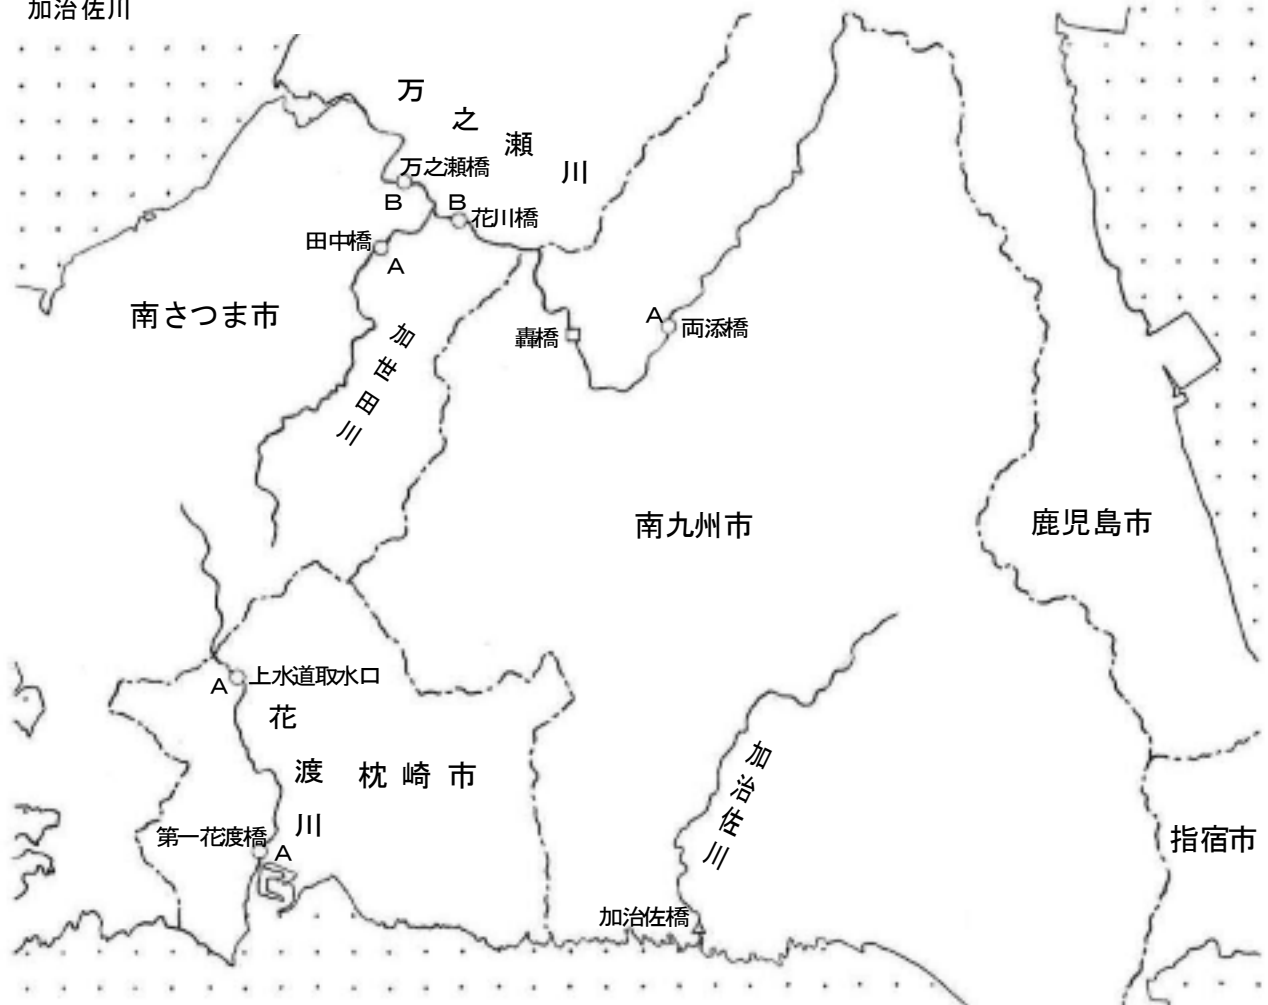 加治佐川
万之瀬川
万之瀬橋
B
B
花川橋
田中橋
A
南さつま市
加世田川
轟橋
A
両添橋
南九州市
鹿児島市
上水道取水口
A
花渡川
枕崎市
加治佐川
第一花渡橋
A
指宿市
加治佐橋